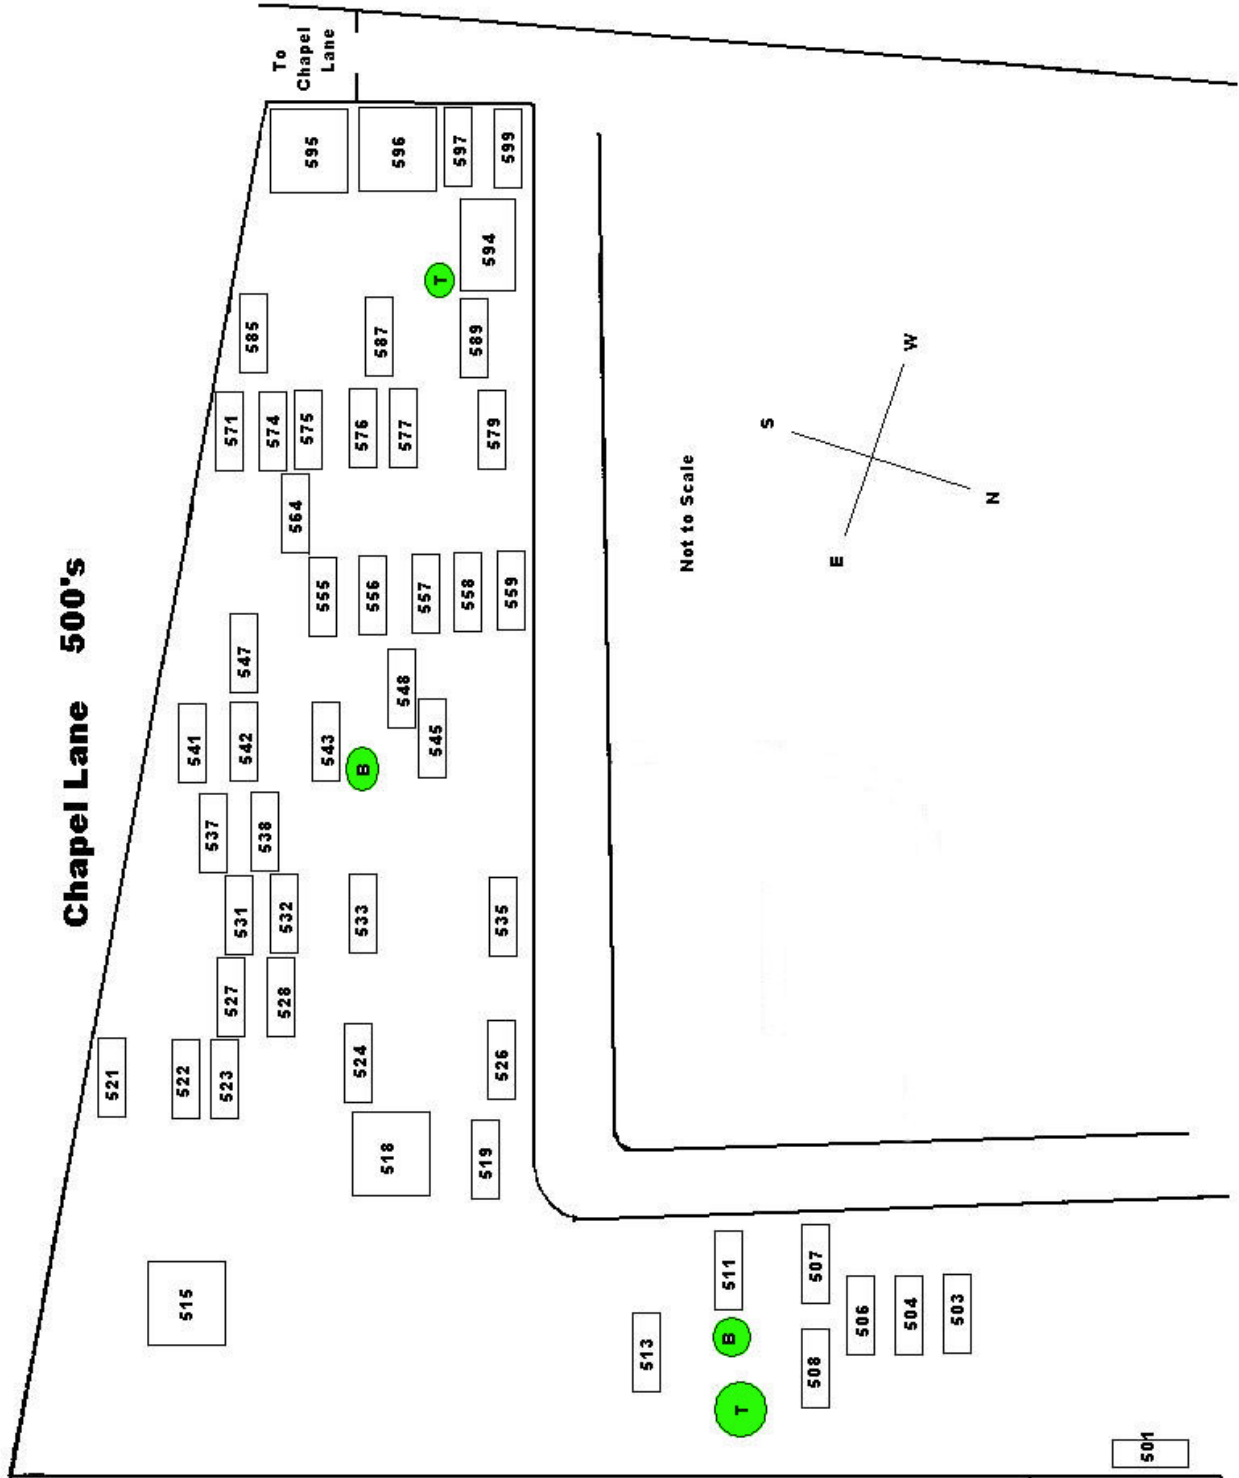 Chapel Lane 500's
521
515 522 541
523 527 537 571
531 542 547 585
528 532 538 574
To
Chapel
Lane
564 575 595
543 555
524 533 B 556 576
518 548 587 577 596
545 557 T 597
519 558 589 594
526 535 559 579 599
513
Not to Scale
B 511
T
S
508 507
E
506
504
W
503
N
501